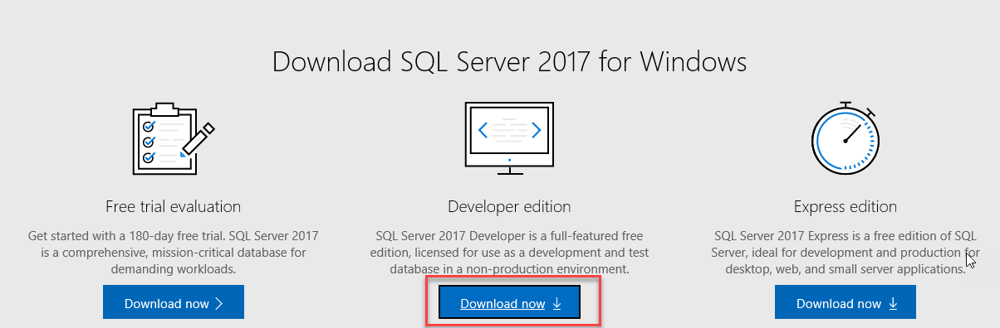 Download SQL Server 2017 for Windows
Free trial evaluation
Get started with a 180-day free trial. SQL Server 2017
is a comprehensive, mission-critical database for
demanding workloads.
Download now
Developer edition
SQL Server 2017 Developer is a full-featured free
edition, licensed for use as a development and test
database in a non-production environment.
Download now
Express edition
SQL Server 2017 Express is a free edition of SQL
Server, ideal for development and production for
desktop, web, and small server applications.
Download now